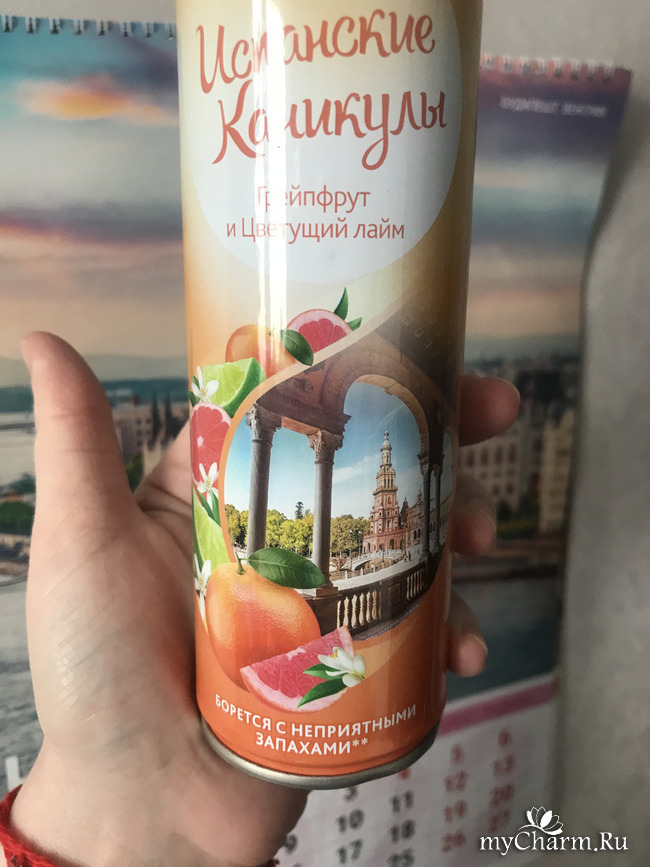 Испанские
Каникулы
Грейпфрут
и Цветущий лайм
БОРЕТСЯ С НЕПРИЯТНЫМИ
ЗАПАХАМИ**
myCharm.Ru